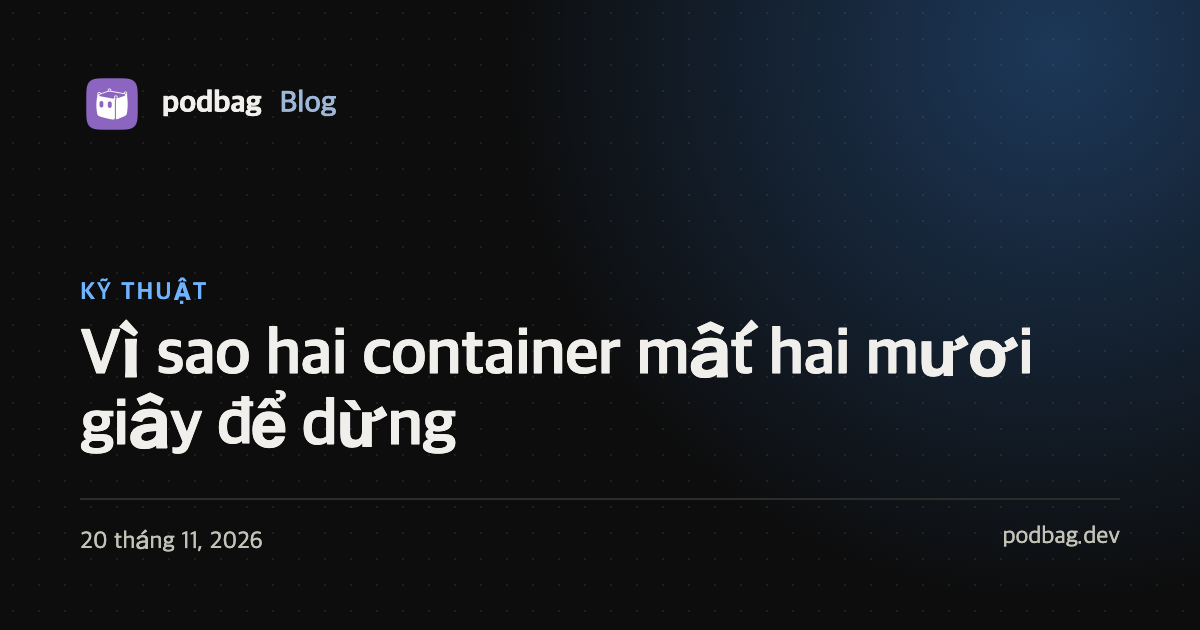 podbag Blog
KỸ THUẬT
Vì sao hai container mất hai mươi
giây để dừng
20 tháng 11, 2026
podbag.dev